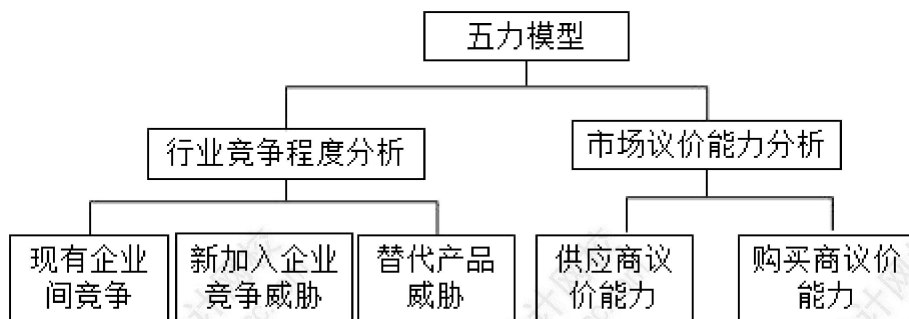 五力模型
行业竞争程度分析
市场议价能力分析
现有企业
间竞争
新加入企业
竞争威胁
替代产品
威胁
供应商议
价能力
购买商议价
能力